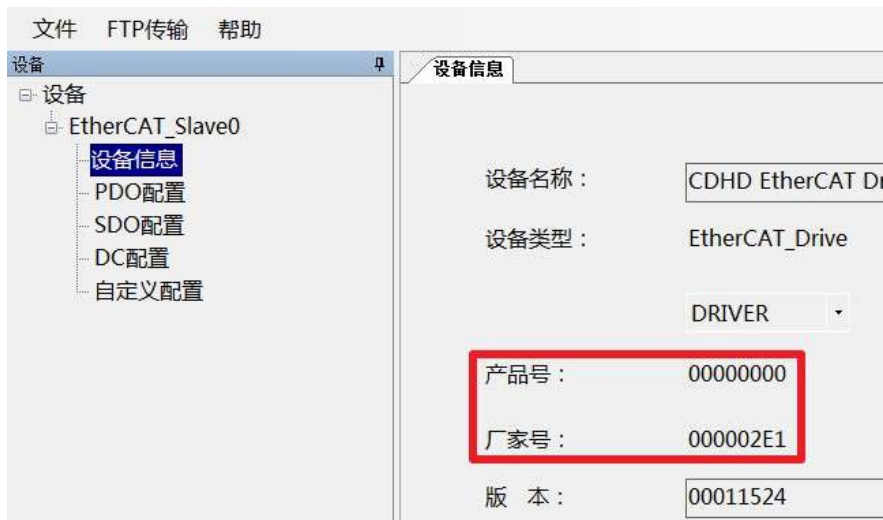 文件 FTP传输 帮助
设备
设备
EtherCAT_Slave0
设备信息
PDO配置
SDO配置
DC配置
自定义配置
设备信息
设备名称： CDHD EtherCAT Dr
设备类型： EtherCAT_Drive
DRIVER
产品号： 00000000
厂家号： 000002E1
版 本： 00011524